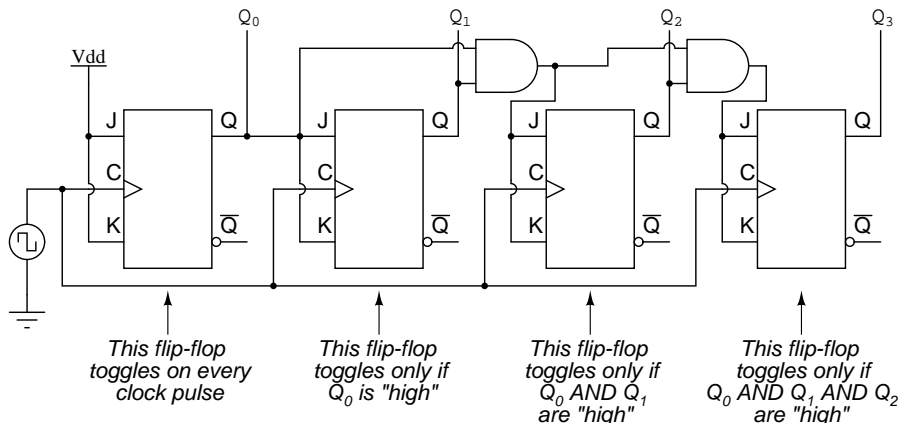 Q0 Q1 Q2 Q3
Vdd
J Q J Q J Q J Q
C C C C
K Q̅ K Q̅ K Q̅ K Q̅
This flip-flop
toggles on every
clock pulse
This flip-flop
toggles only if
Q0 is "high"
This flip-flop
toggles only if
Q0 AND Q1
are "high"
This flip-flop
toggles only if
Q0 AND Q1 AND Q2
are "high"